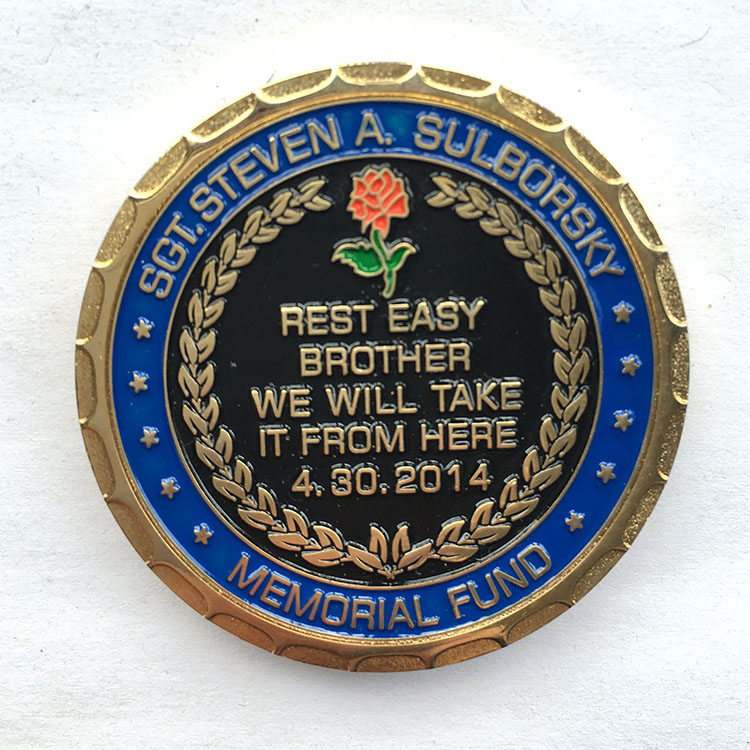 SGT. STEVEN A. SULBORSKY
REST EASY
BROTHER
WE WILL TAKE
IT FROM HERE
4.30.2014
MEMORIAL FUND